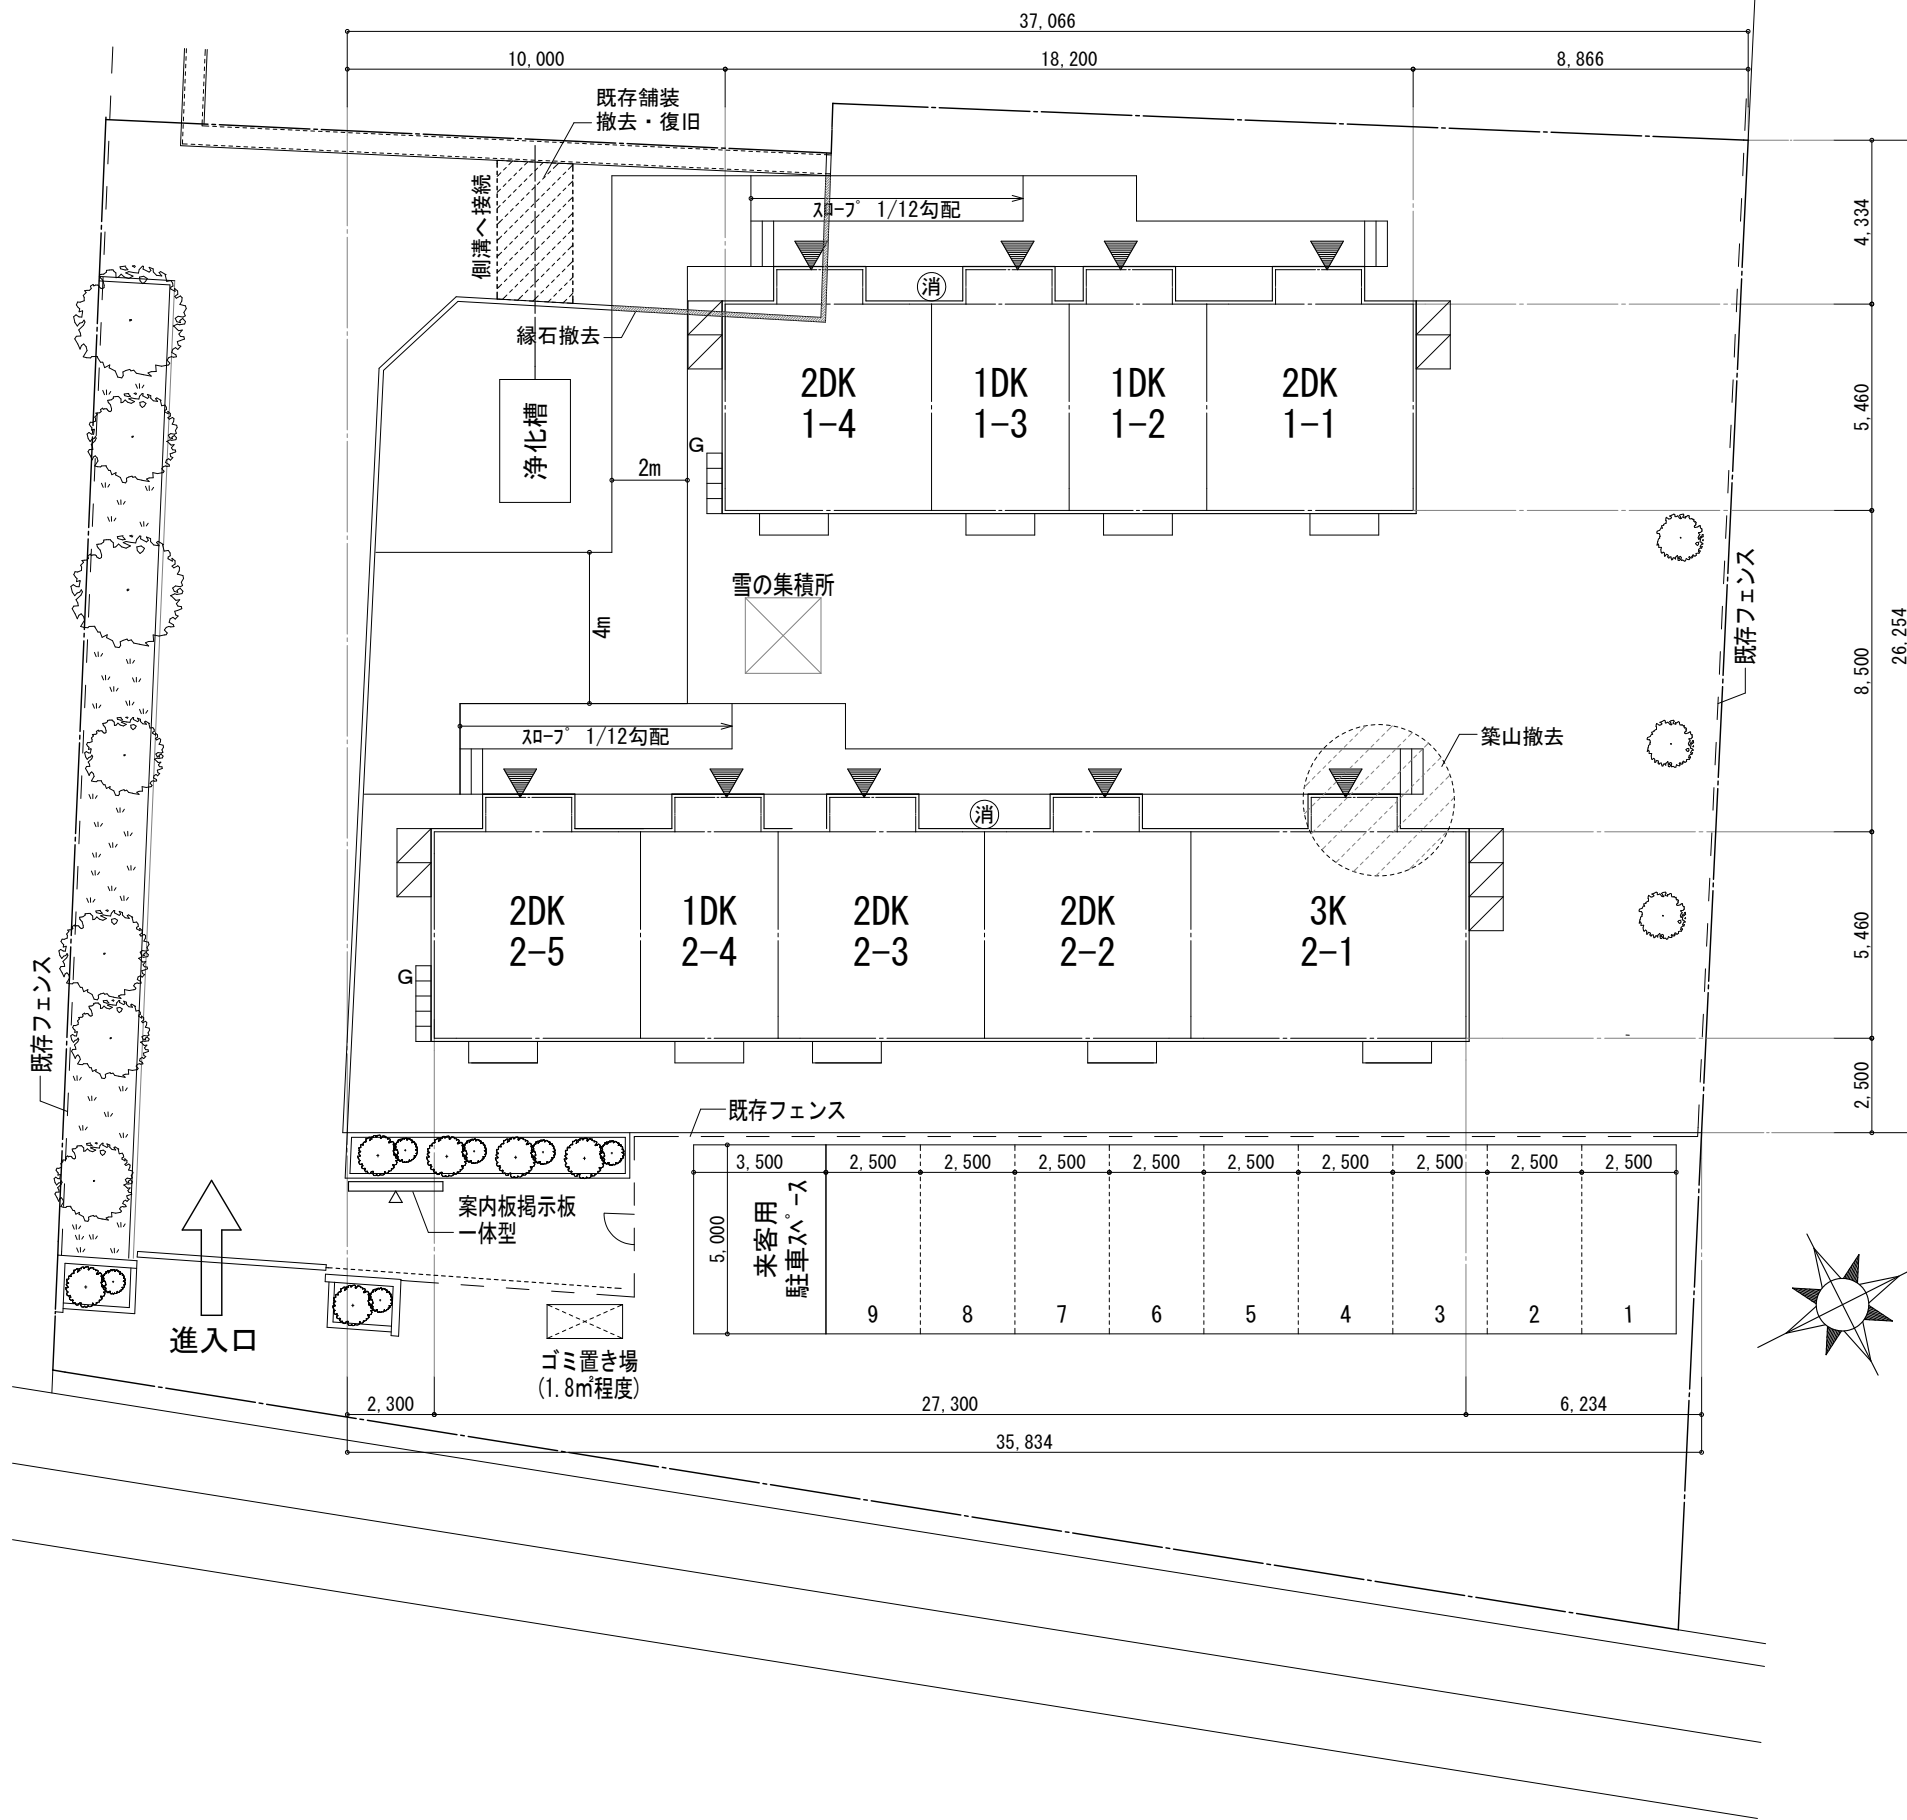 37,066
10,000
18,200
8,866
既存舗装
撤去・復旧
側溝へ接続
スロープ 1/12勾配
4,334
消
縁石撤去
2DK
1-4
1DK
1-3
1DK
1-2
2DK
1-1
5,460
浄化槽
G
2m
雪の集積所
4m
既存フェンス
8,500
26,254
スロープ 1/12勾配
築山撤去
消
2DK
2-5
1DK
2-4
2DK
2-3
2DK
2-2
3K
2-1
5,460
G
既存フェンス
2,500
既存フェンス
3,500
2,500
2,500
2,500
2,500
2,500
2,500
2,500
2,500
2,500
案内板掲示板
一体型
5,000
来客用
駐車スペース
9
8
7
6
5
4
3
2
1
進入口
ゴミ置き場
(1.8㎡程度)
2,300
27,300
6,234
35,834